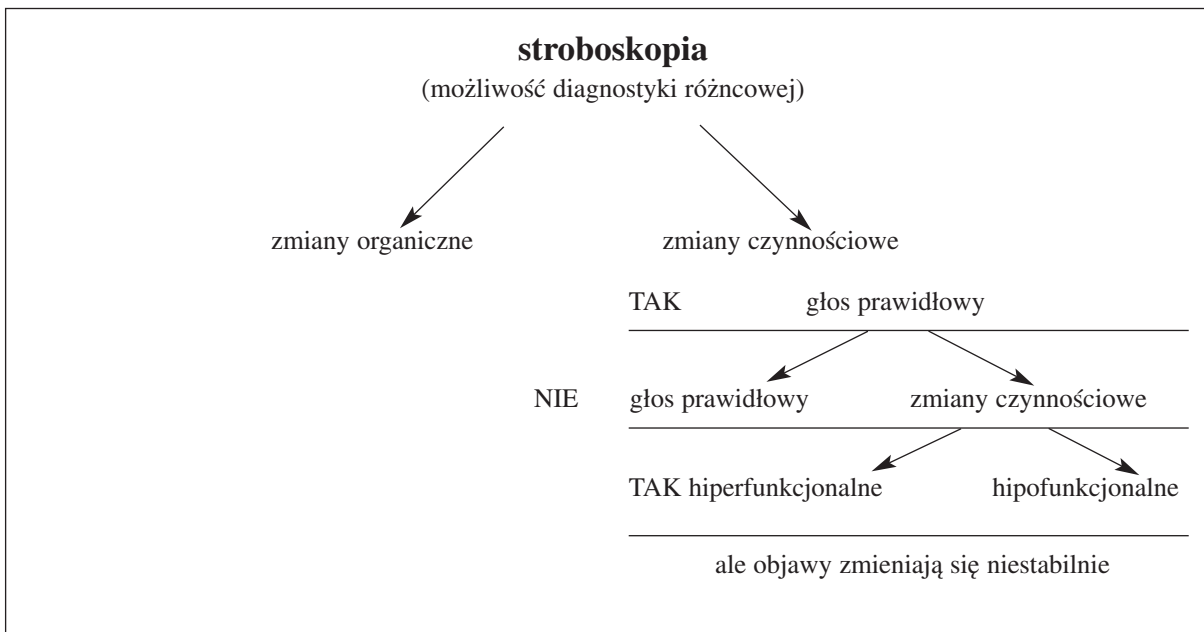 stroboskopia
(możliwość diagnostyki różncowej)
zmiany organiczne zmiany czynnościowe
TAK głos prawidłowy
NIE głos prawidłowy zmiany czynnościowe
TAK hiperfunkcjonalne hipofunkcjonalne
ale objawy zmieniają się niestabilnie